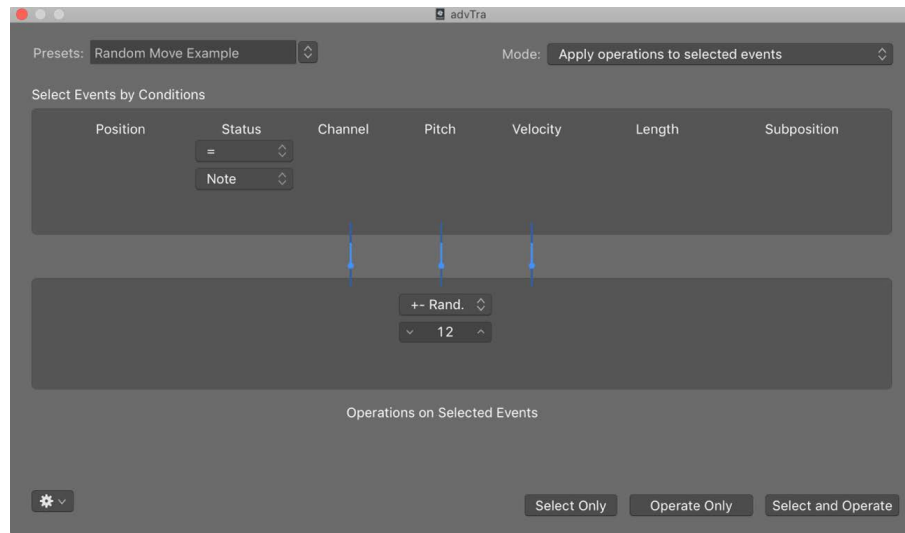 advTra
Presets: Random Move Example Mode: Apply operations to selected events
Select Events by Conditions
Position Status Channel Pitch Velocity Length Subposition
=
Note
+- Rand.
12
Operations on Selected Events
Select Only Operate Only Select and Operate